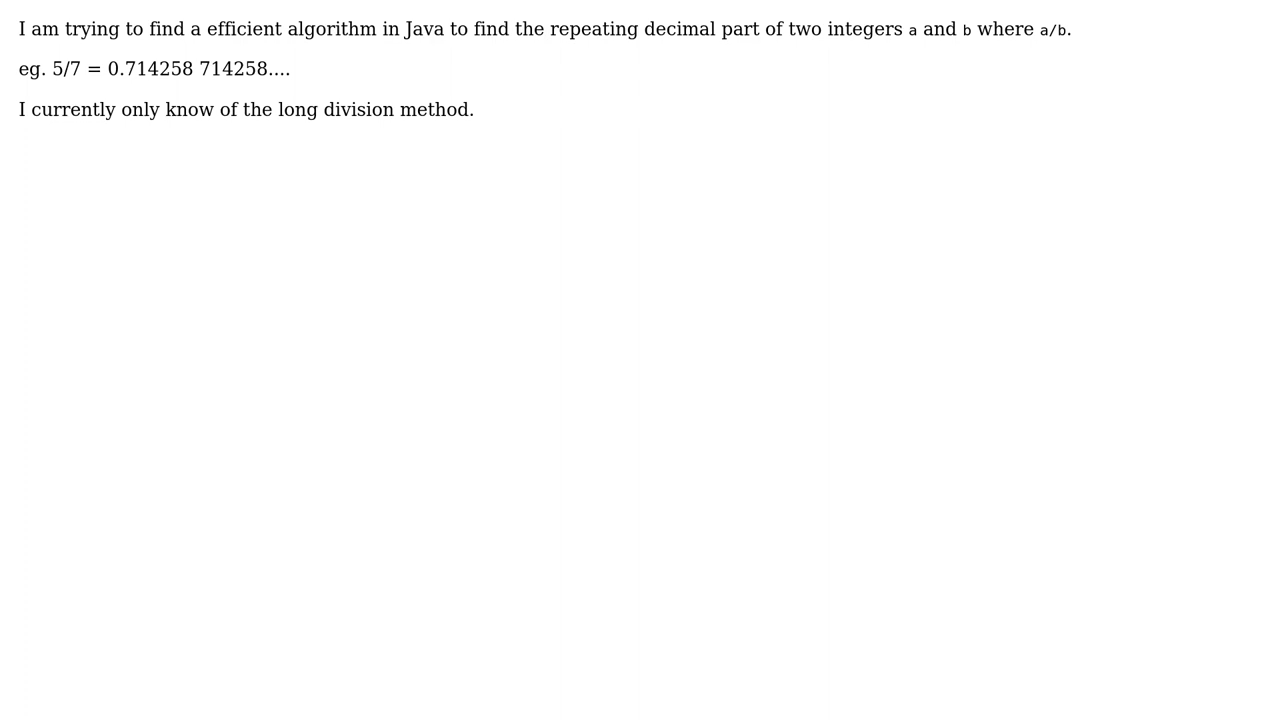 I am trying to find a efficient algorithm in Java to find the repeating decimal part of two integers a and b where a/b.
eg. 5/7 = 0.714258 714258....
I currently only know of the long division method.